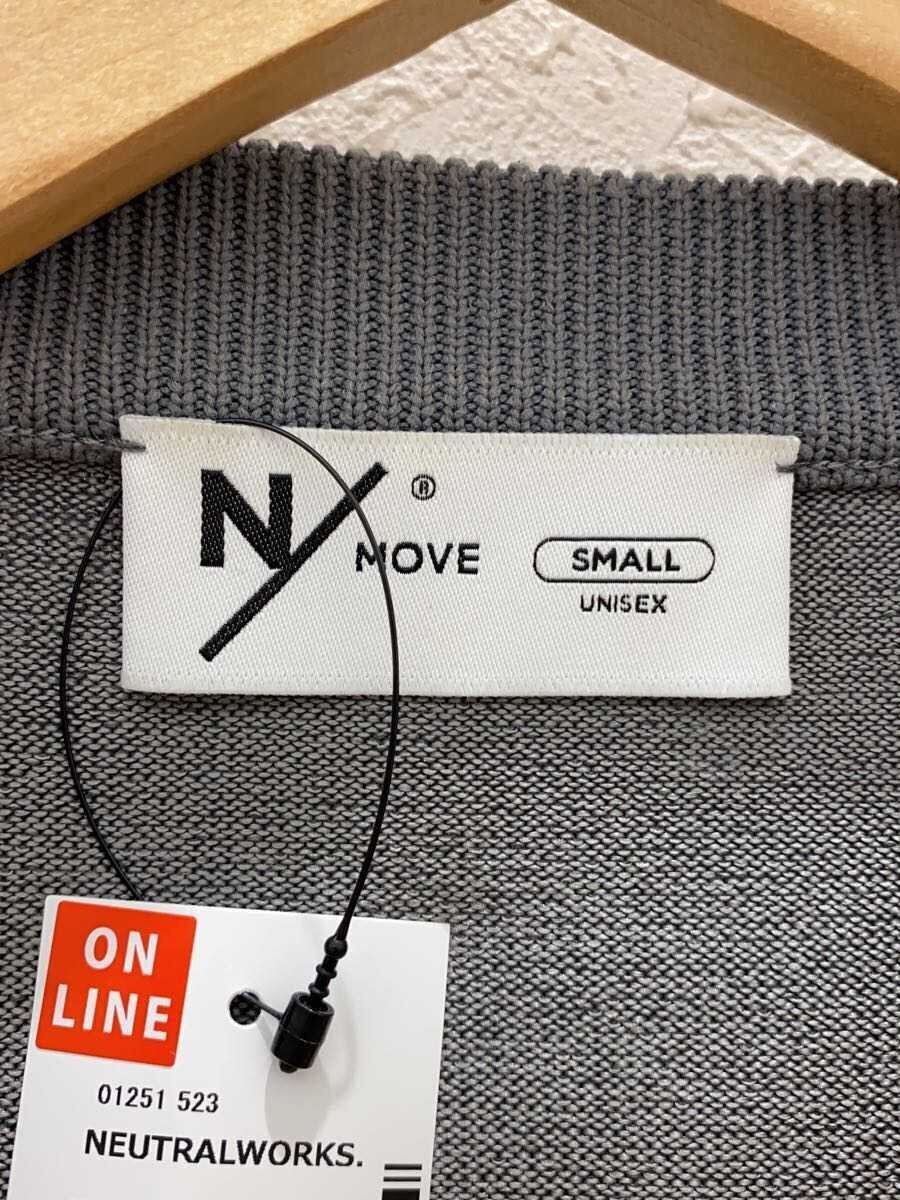 N/ ®
MOVE
SMALL
UNISEX
ON
LINE
01251 523
NEUTRALWORKS.